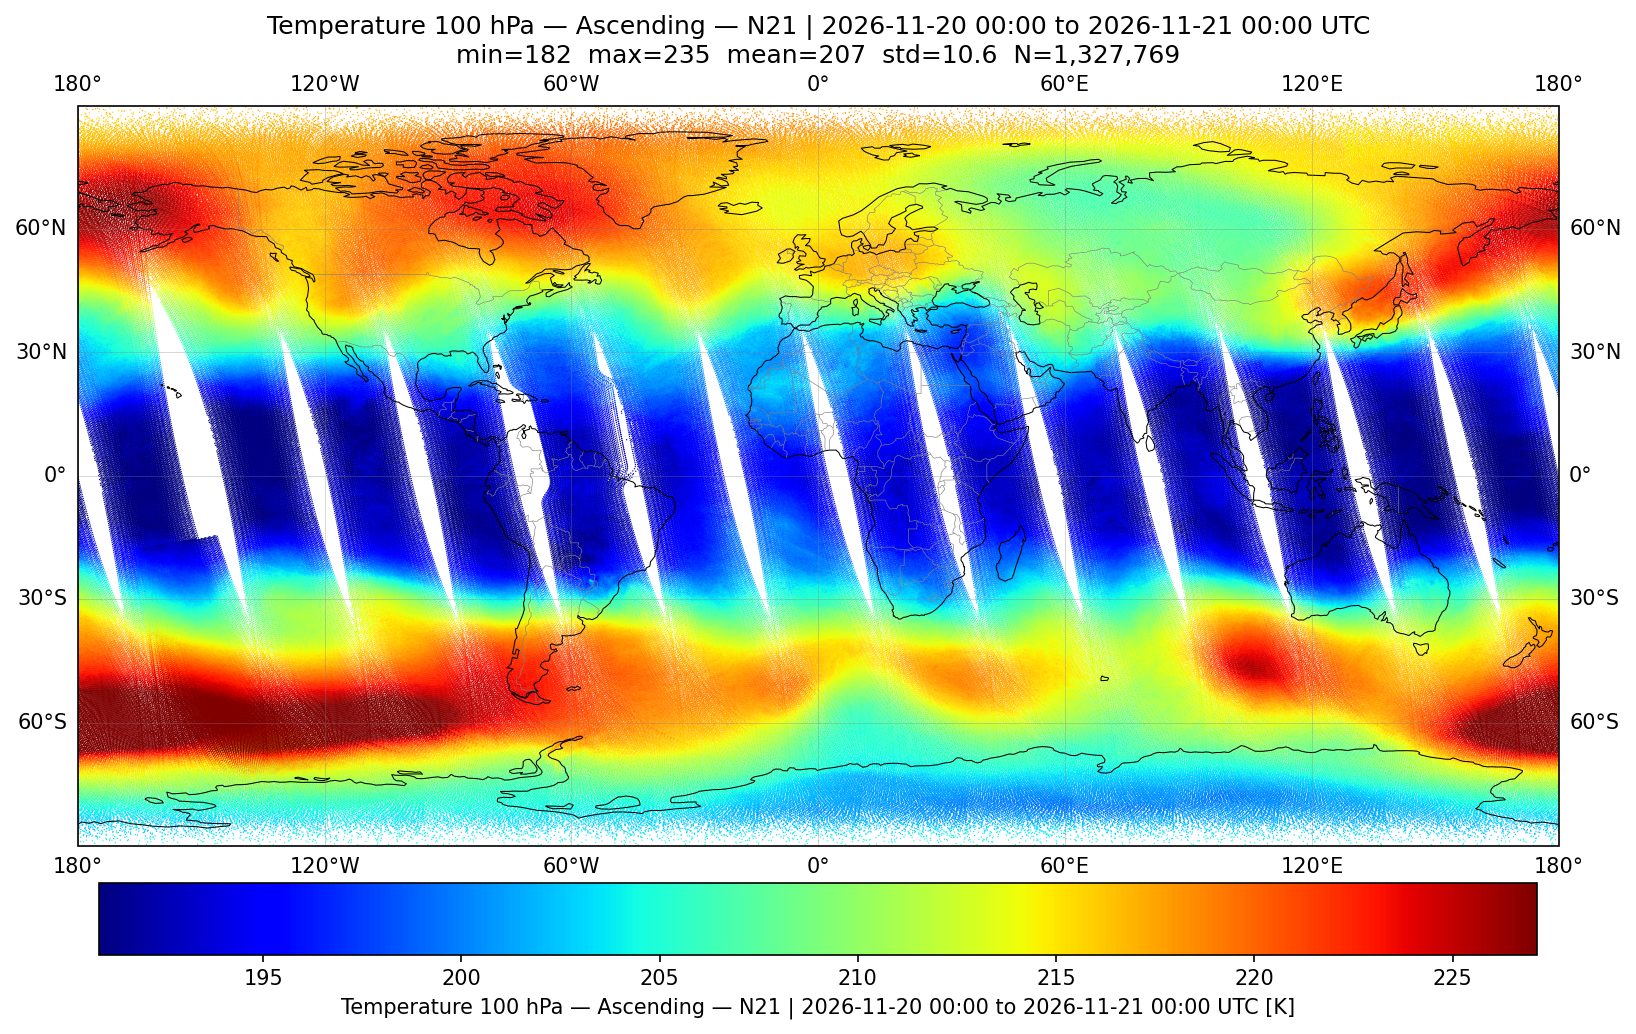 Temperature 100 hPa — Ascending — N21 | 2026-11-20 00:00 to 2026-11-21 00:00 UTC
min=182  max=235  mean=207  std=10.6  N=1,327,769
180° 120°W 60°W 0° 60°E 120°E 180°
60°N 60°N
30°N 30°N
0° 0°
30°S 30°S
60°S 60°S
180° 120°W 60°W 0° 60°E 120°E 180°
195 200 205 210 215 220 225
Temperature 100 hPa — Ascending — N21 | 2026-11-20 00:00 to 2026-11-21 00:00 UTC [K]